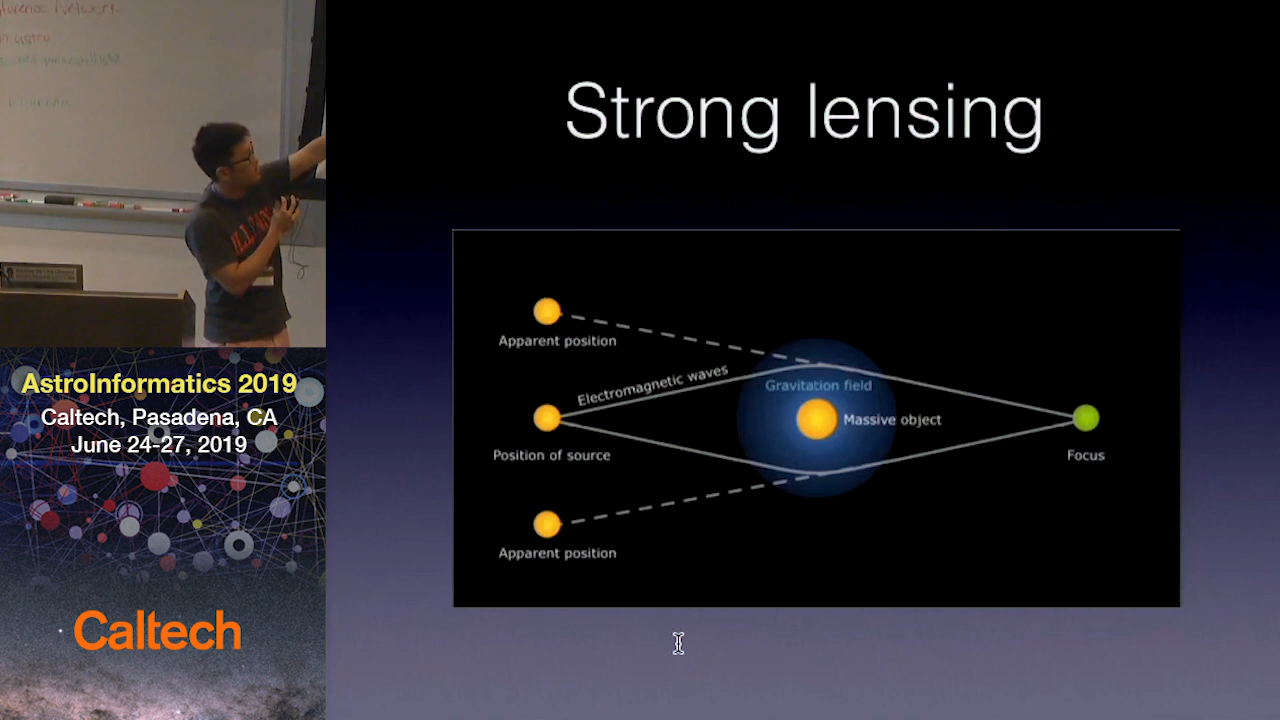 Strong lensing
Apparent position
Electromagnetic waves
Gravitation field
Massive object
Position of source
Focus
Apparent position
AstroInformatics 2019
Caltech, Pasadena, CA
June 24-27, 2019
Caltech